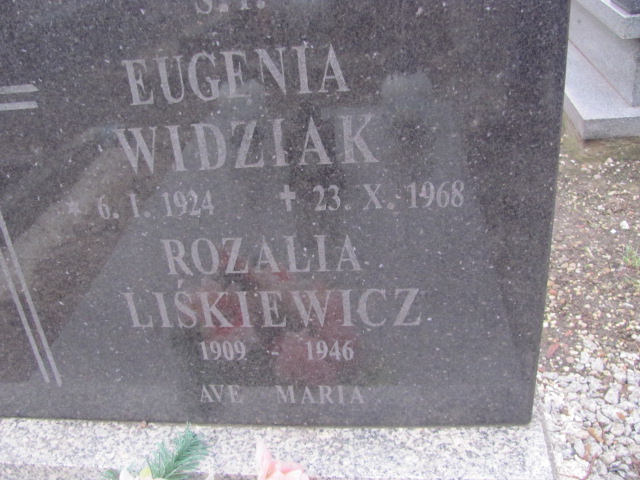 Ś.P.
EUGENIA
WIDZIAK
* 6. I. 1924 ✝ 23. X. 1968
ROZALIA
LIŚKIEWICZ
1909 - 1946
AVE MARIA